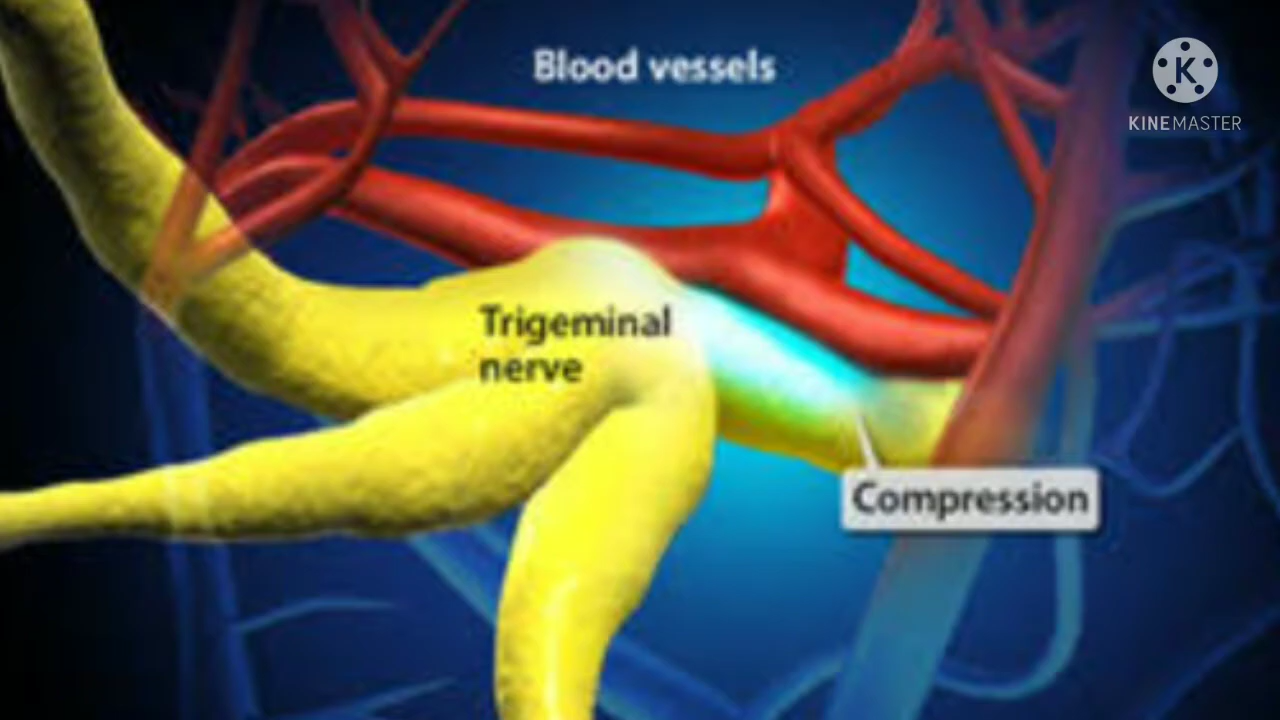 Blood vessels
KINEMASTER
Trigeminal
nerve
Compression